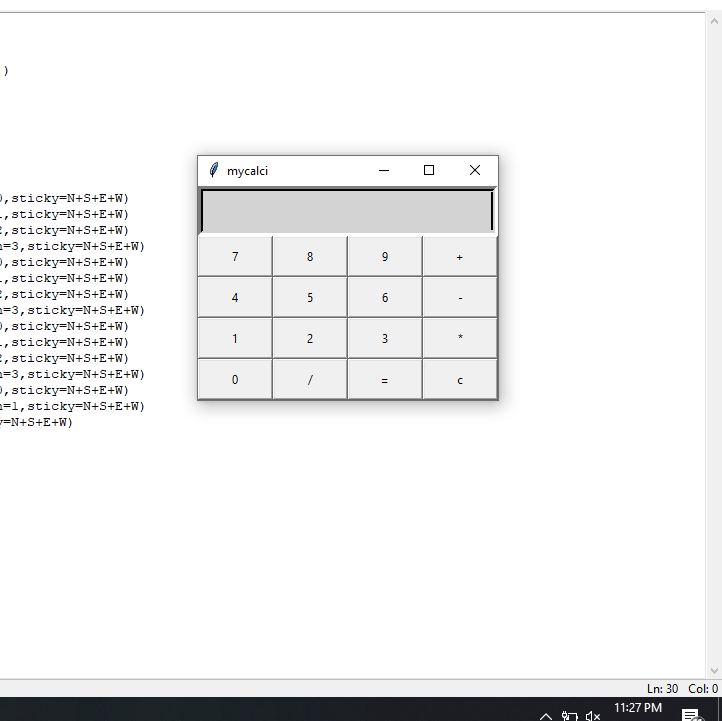 )
mycalci
),sticky=N+S+E+W)
,sticky=N+S+E+W)
2,sticky=N+S+E+W)
=3,sticky=N+S+E+W)
),sticky=N+S+E+W)
,sticky=N+S+E+W)
2,sticky=N+S+E+W)
=3,sticky=N+S+E+W)
),sticky=N+S+E+W)
,sticky=N+S+E+W)
2,sticky=N+S+E+W)
=3,sticky=N+S+E+W)
),sticky=N+S+E+W)
=1,sticky=N+S+E+W)
=N+S+E+W)
7 8 9 +
4 5 6 -
1 2 3 *
0 / = c
Ln: 30 Col: 0
11:27 PM